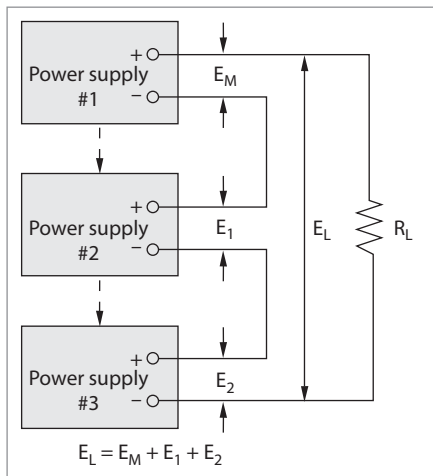 +
Power supply
#1
−
E_M
+
Power supply
#2
−
E_1
E_L
R_L
+
Power supply
#3
−
E_2
E_L = E_M + E_1 + E_2